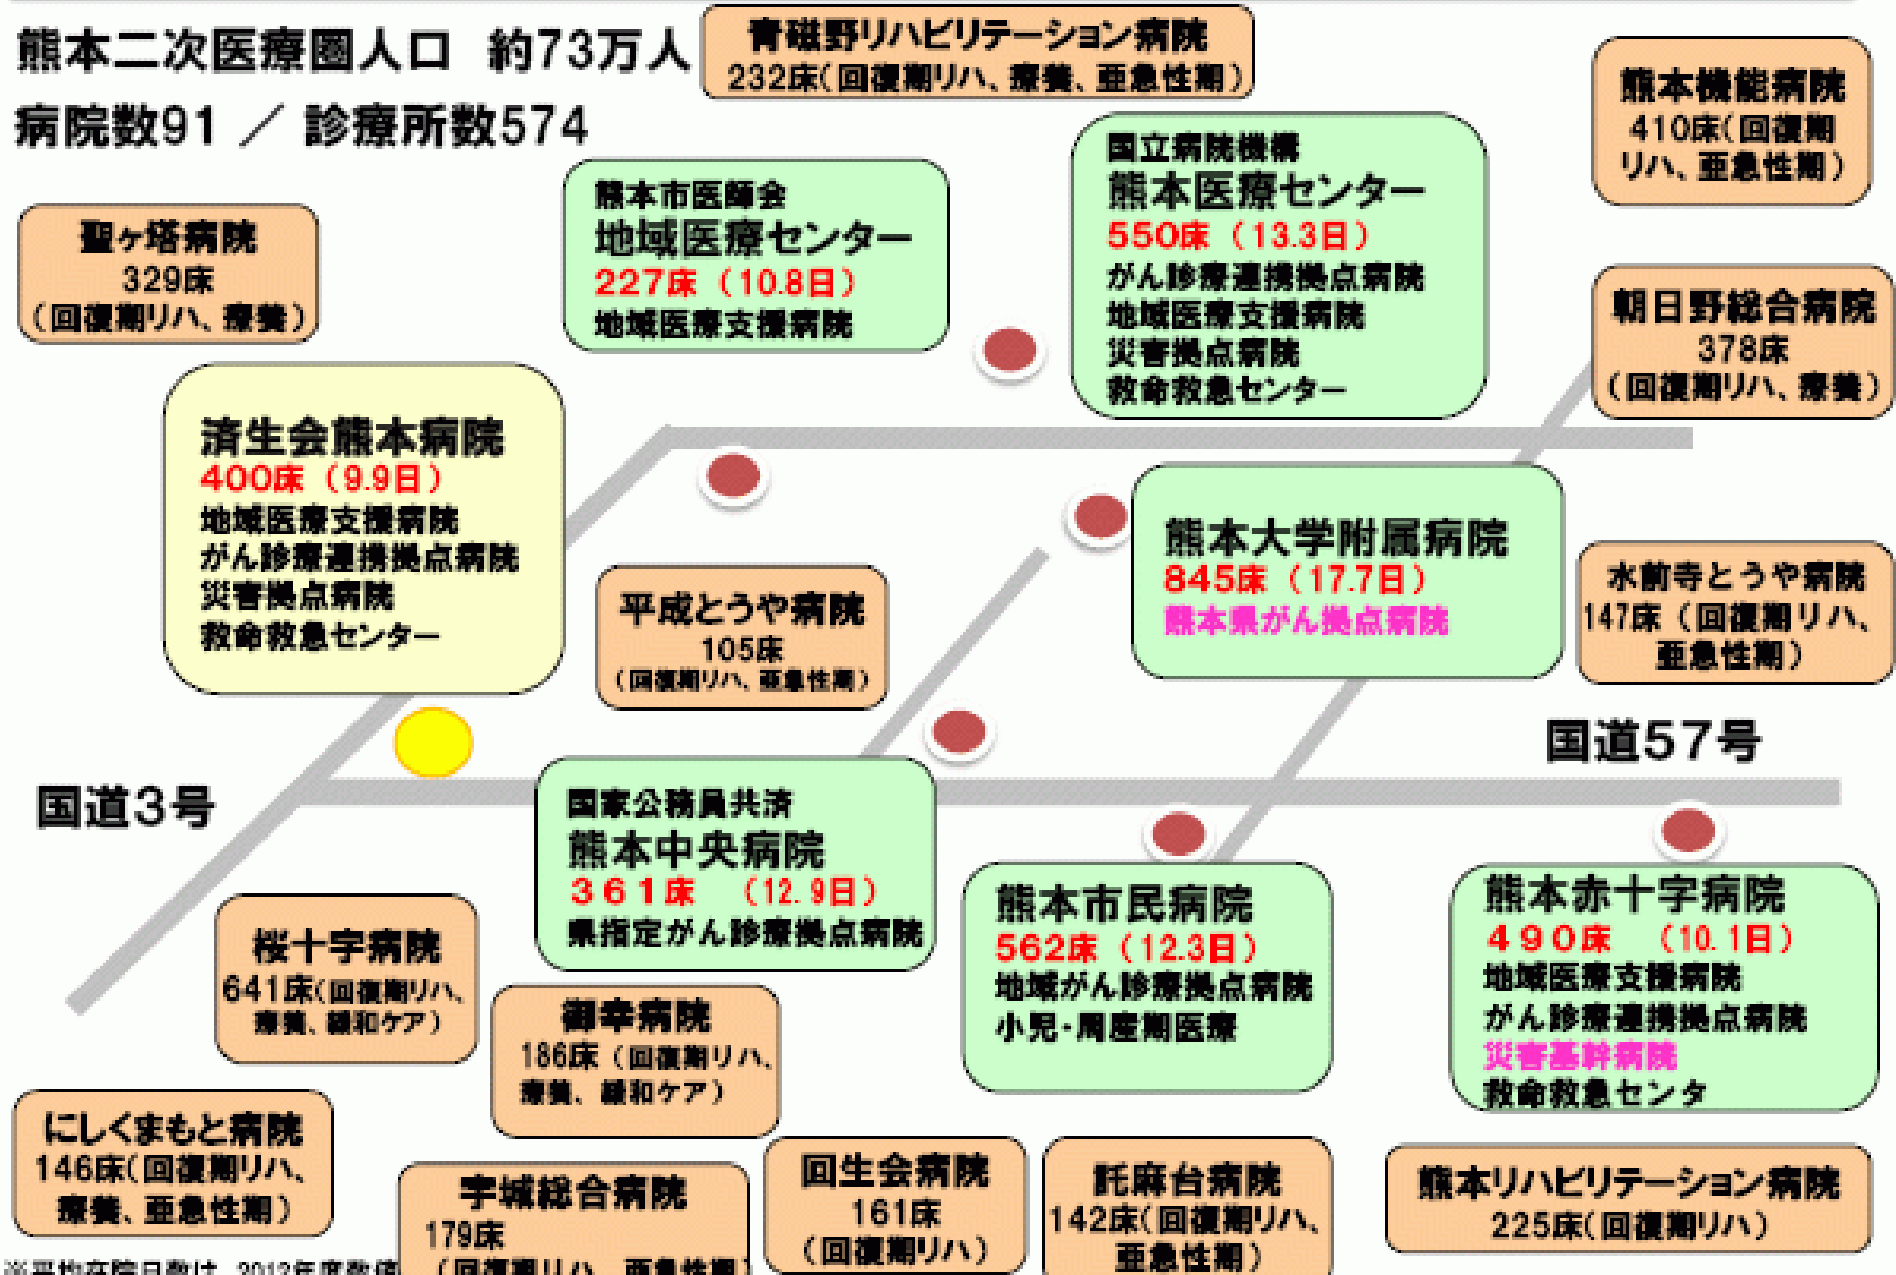 熊本二次医療圏人口 約73万人
病院数91 ／ 診療所数574
青磁野リハビリテーション病院
232床(回復期リハ、療養、亜急性期)
熊本機能病院
410床(回復期
リハ、亜急性期)
聖ヶ塔病院
329床
(回復期リハ、療養)
熊本市医師会
地域医療センター
227床（10.8日）
地域医療支援病院
国立病院機構
熊本医療センター
550床（13.3日）
がん診療連携拠点病院
地域医療支援病院
災害拠点病院
救命救急センター
朝日野総合病院
378床
(回復期リハ、療養)
済生会熊本病院
400床（9.9日）
地域医療支援病院
がん診療連携拠点病院
災害拠点病院
救命救急センター
平成とうや病院
105床
（回復期リハ、亜急性期）
熊本大学附属病院
845床（17.7日）
熊本県がん拠点病院
水前寺とうや病院
147床（回復期リハ、
亜急性期）
国道57号
国道3号
国家公務員共済
熊本中央病院
361床 （12.9日）
県指定がん診療拠点病院
熊本市民病院
562床（12.3日）
地域がん診療拠点病院
小児・周産期医療
熊本赤十字病院
490床 （10.1日）
地域医療支援病院
がん診療連携拠点病院
災害基幹病院
救命救急センタ
桜十字病院
641床(回復期リハ、
療養、緩和ケア)
御幸病院
186床（回復期リハ、
療養、緩和ケア）
にしくまもと病院
146床(回復期リハ、
療養、亜急性期)
宇城総合病院
179床
(回復期リハ、亜急性期)
回生会病院
161床
(回復期リハ)
託麻台病院
142床(回復期リハ、
亜急性期)
熊本リハビリテーション病院
225床(回復期リハ)
※平均在院日数は、2012年度数値